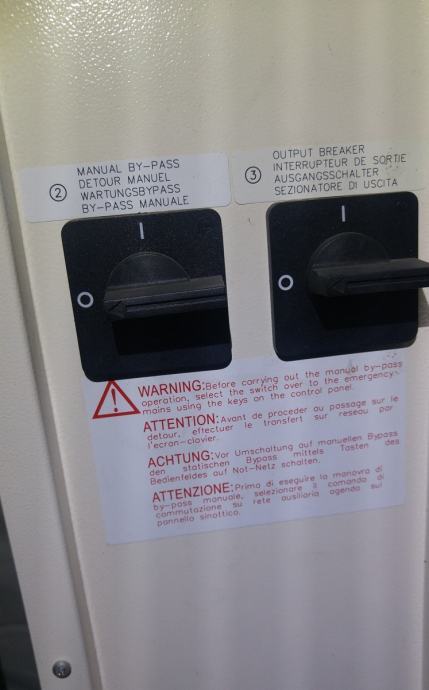 ② MANUAL BY-PASS
DETOUR MANUEL
WARTUNGSBYPASS
BY-PASS MANUALE
③ OUTPUT BREAKER
INTERRUPTEUR DE SORTIE
AUSGANGSSCHALTER
SEZIONATORE DI USCITA
I
O
I
O
WARNING: Before carrying out the manual by-pass
operation, select the switch over to the emergency
mains using the keys on the control panel.
ATTENTION: Avant de proceder au passage sur le
detour, effectuer le transfert sur reseau par
l'ecran-clavier.
ACHTUNG: Vor Umschaltung auf manuellen Bypass
den statischen Bypass mittels Tasten des
Bedienfeldes auf Not-Netz schalten.
ATTENZIONE: Prima di eseguire la manovra di
by-pass manuale, selezionare il comando di
commutazione su rete ausiliaria agendo sul
pannello sinottico.